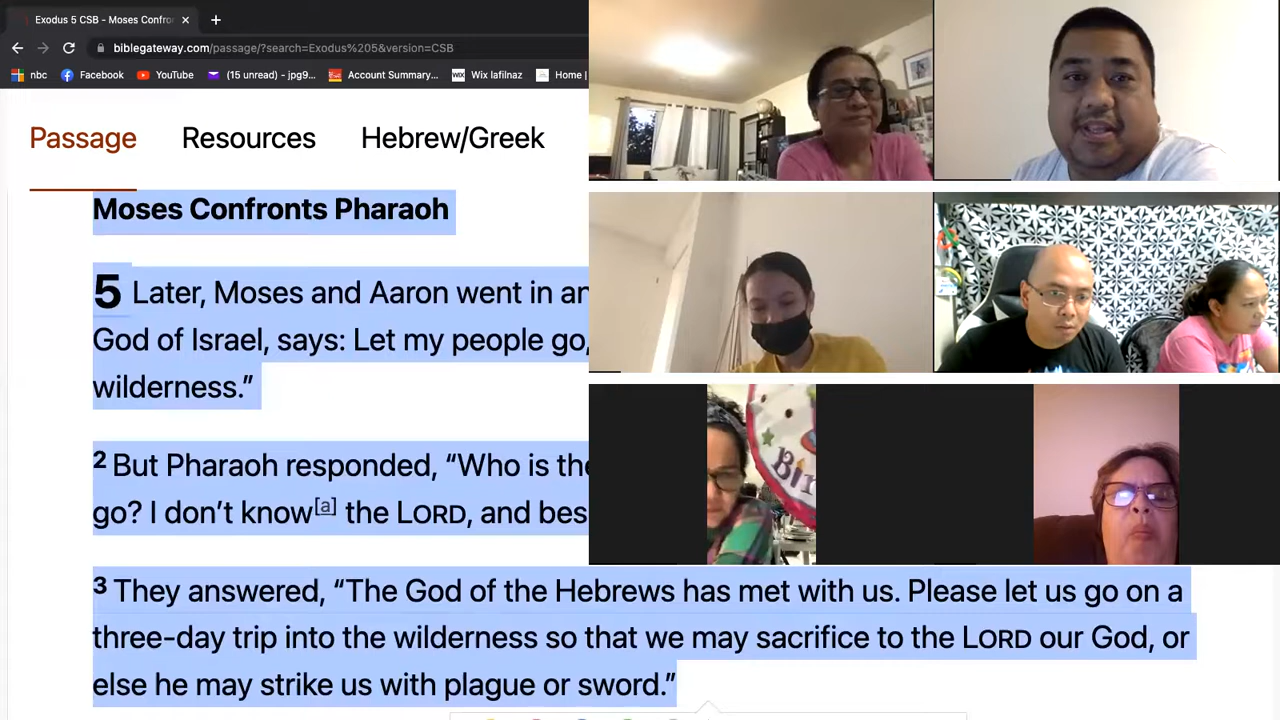 Exodus 5 CSB - Moses Confro
biblegateway.com/passage/?search=Exodus%205&version=CSB
nbc Facebook YouTube (15 unread) - jpg9... Account Summary... Wix lafilnaz Home |
Passage Resources Hebrew/Greek
Moses Confronts Pharaoh
5 Later, Moses and Aaron went in an
God of Israel, says: Let my people go,
wilderness.”
2 But Pharaoh responded, “Who is the
go? I don’t know[a] the LORD, and bes
3 They answered, “The God of the Hebrews has met with us. Please let us go on a
three-day trip into the wilderness so that we may sacrifice to the LORD our God, or
else he may strike us with plague or sword.”
Bir